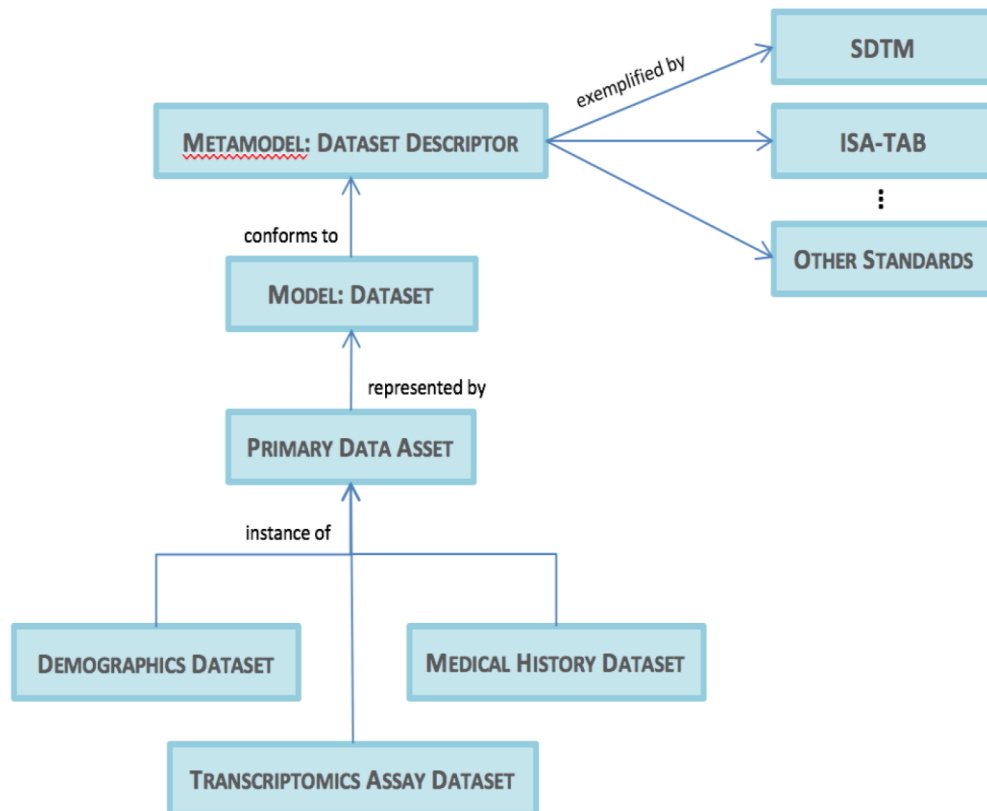 SDTM
exemplified by
METAMODEL: DATASET DESCRIPTOR
ISA-TAB
⋮
conforms to
OTHER STANDARDS
MODEL: DATASET
represented by
PRIMARY DATA ASSET
instance of
DEMOGRAPHICS DATASET
MEDICAL HISTORY DATASET
TRANSCRIPTOMICS ASSAY DATASET